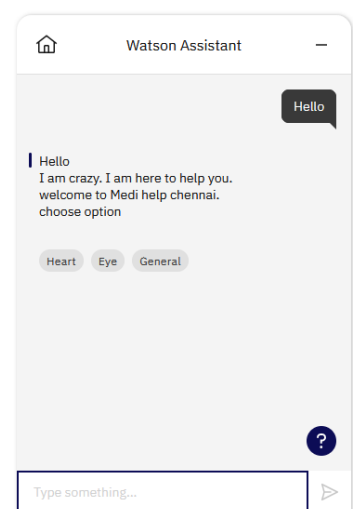 Watson Assistant
Hello
Hello
I am crazy. I am here to help you.
welcome to Medi help chennai.
choose option
Heart Eye General
?
Type something...